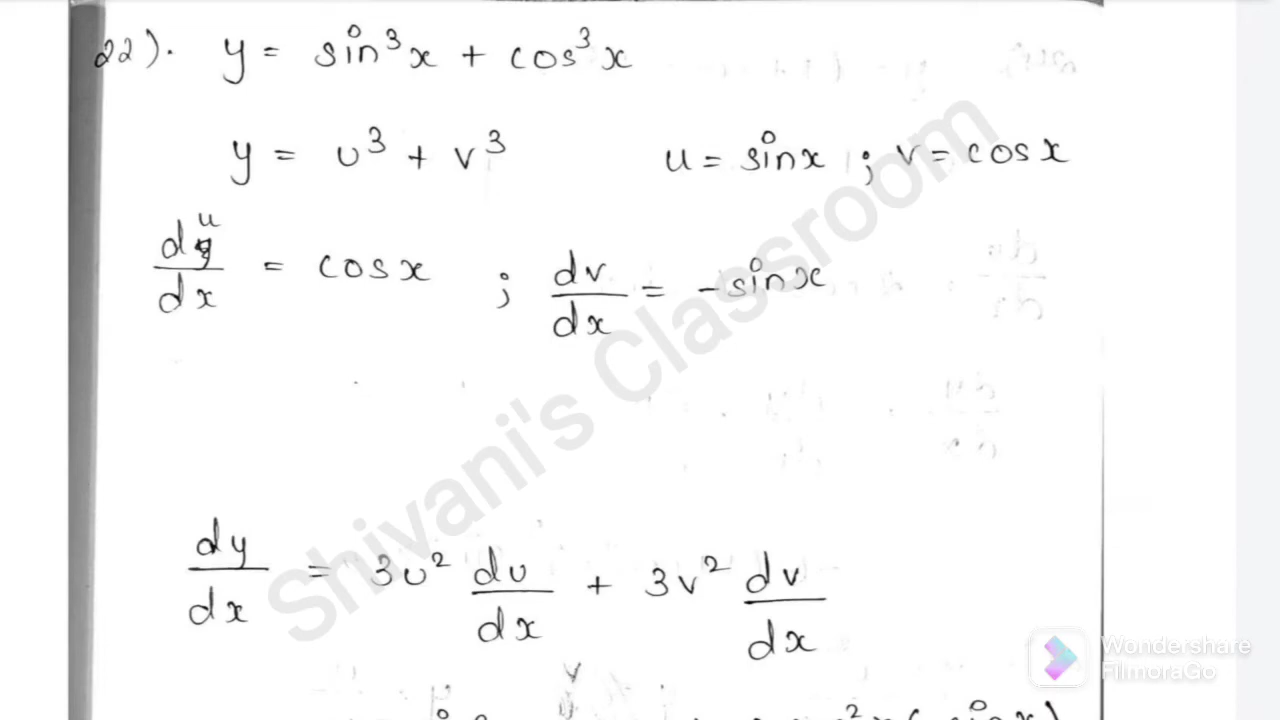 22). y = sin³x + cos³x
y = u³ + v³ u = sinx ; v = cosx
du/dx = cosx ; dv/dx = -sinx
dy/dx = 3u² du/dx + 3v² dv/dx
Shivani's Classroom
Wondershare
FilmoraGo